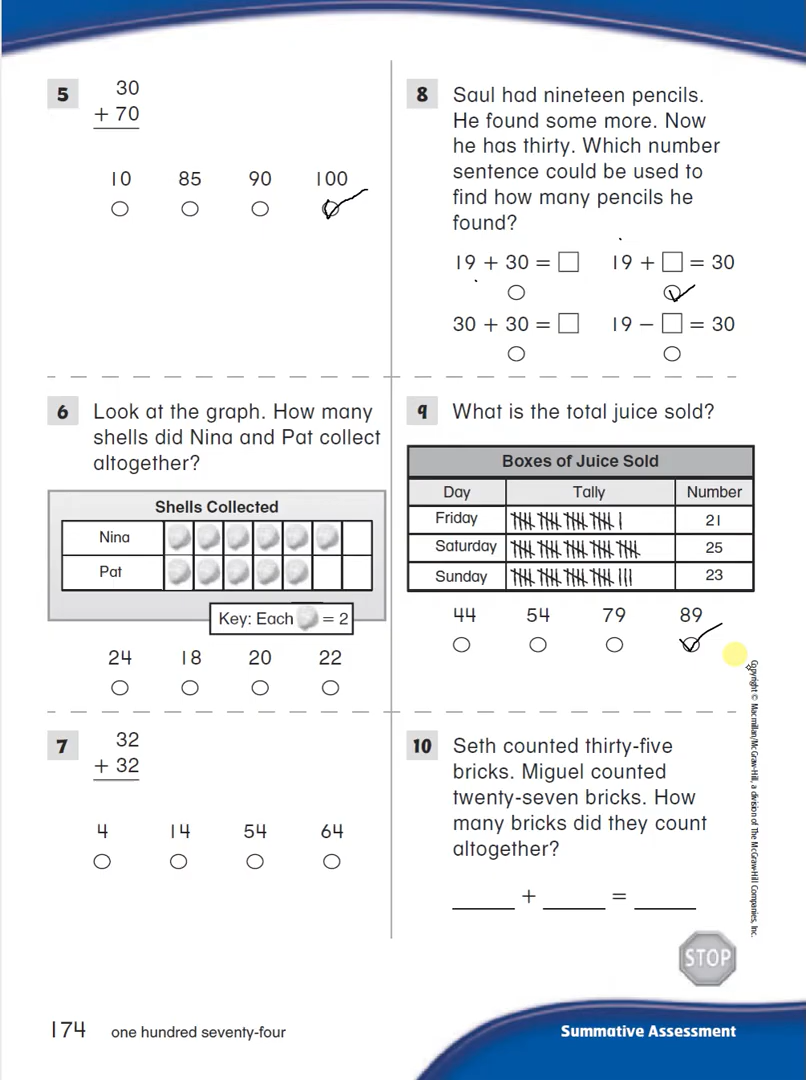 5
30
+ 70
10 85 90 100
6 Look at the graph. How many
shells did Nina and Pat collect
altogether?
Shells Collected
Nina
Pat
Key: Each = 2
24 18 20 22
7
32
+ 32
4 14 54 64
8 Saul had nineteen pencils.
He found some more. Now
he has thirty. Which number
sentence could be used to
find how many pencils he
found?
19 + 30 = □ 19 + □ = 30
30 + 30 = □ 19 − □ = 30
9 What is the total juice sold?
Boxes of Juice Sold
Day Tally Number
Friday 21
Saturday 25
Sunday 23
44 54 79 89
10 Seth counted thirty-five
bricks. Miguel counted
twenty-seven bricks. How
many bricks did they count
altogether?
_____ + _____ = _____
STOP
Copyright © Macmillan/McGraw-Hill, a division of The McGraw-Hill Companies, Inc.
174 one hundred seventy-four
Summative Assessment